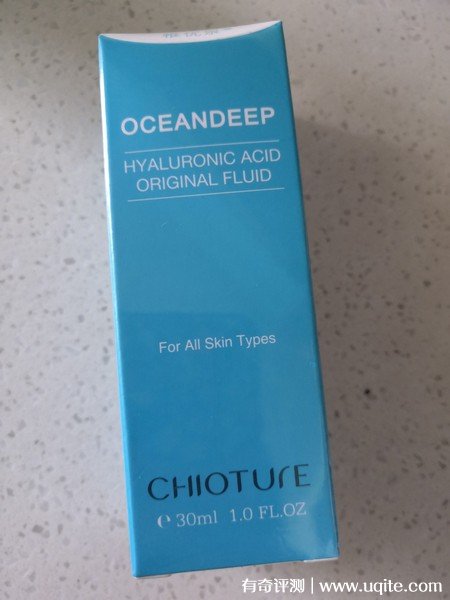 OCEANDEEP
HYALURONIC ACID
ORIGINAL FLUID
For All Skin Types
CHIOTURE
℮ 30ml 1.0 FL.OZ
有奇评测 | www.uqite.com